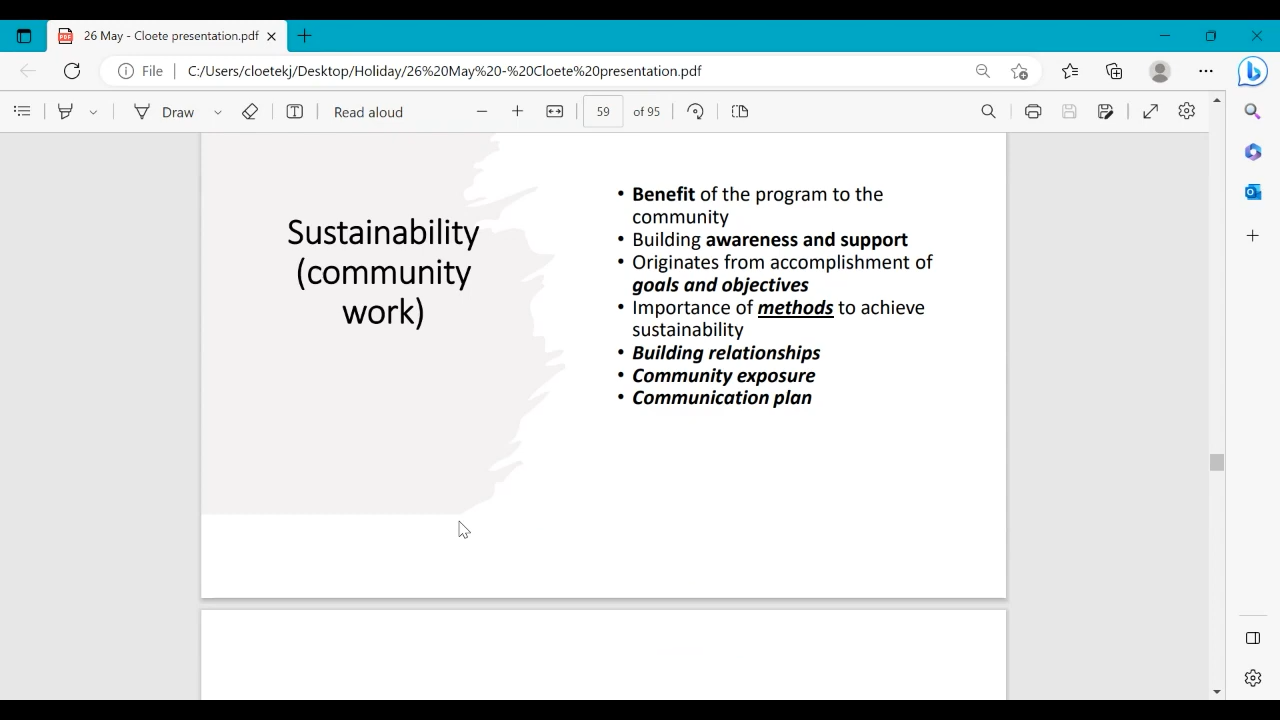 26 May - Cloete presentation.pdf
File
C:/Users/cloetekj/Desktop/Holiday/26%20May%20-%20Cloete%20presentation.pdf
Draw
Read aloud
59
of 95
Sustainability
(community
work)
• Benefit of the program to the
community
• Building awareness and support
• Originates from accomplishment of
goals and objectives
• Importance of methods to achieve
sustainability
• Building relationships
• Community exposure
• Communication plan